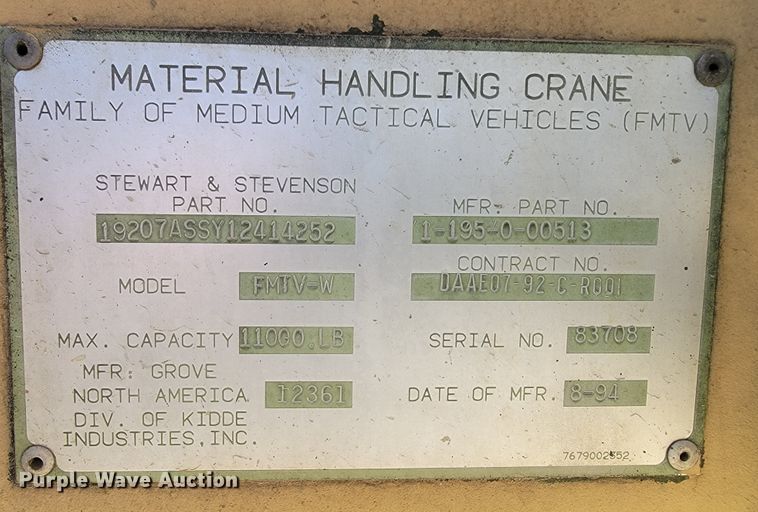 MATERIAL HANDLING CRANE
FAMILY OF MEDIUM TACTICAL VEHICLES (FMTV)
STEWART & STEVENSON
PART NO.
19207ASSY12414252
MFR. PART NO.
1-195-0-00513
MODEL FMTV-W
CONTRACT NO.
DAAE07-92-C-R001
MAX. CAPACITY 11000.LB
SERIAL NO. 83708
MFR: GROVE
NORTH AMERICA 12361
DIV. OF KIDDE
INDUSTRIES, INC.
DATE OF MFR. 8-94
7679002552
Purple Wave Auction